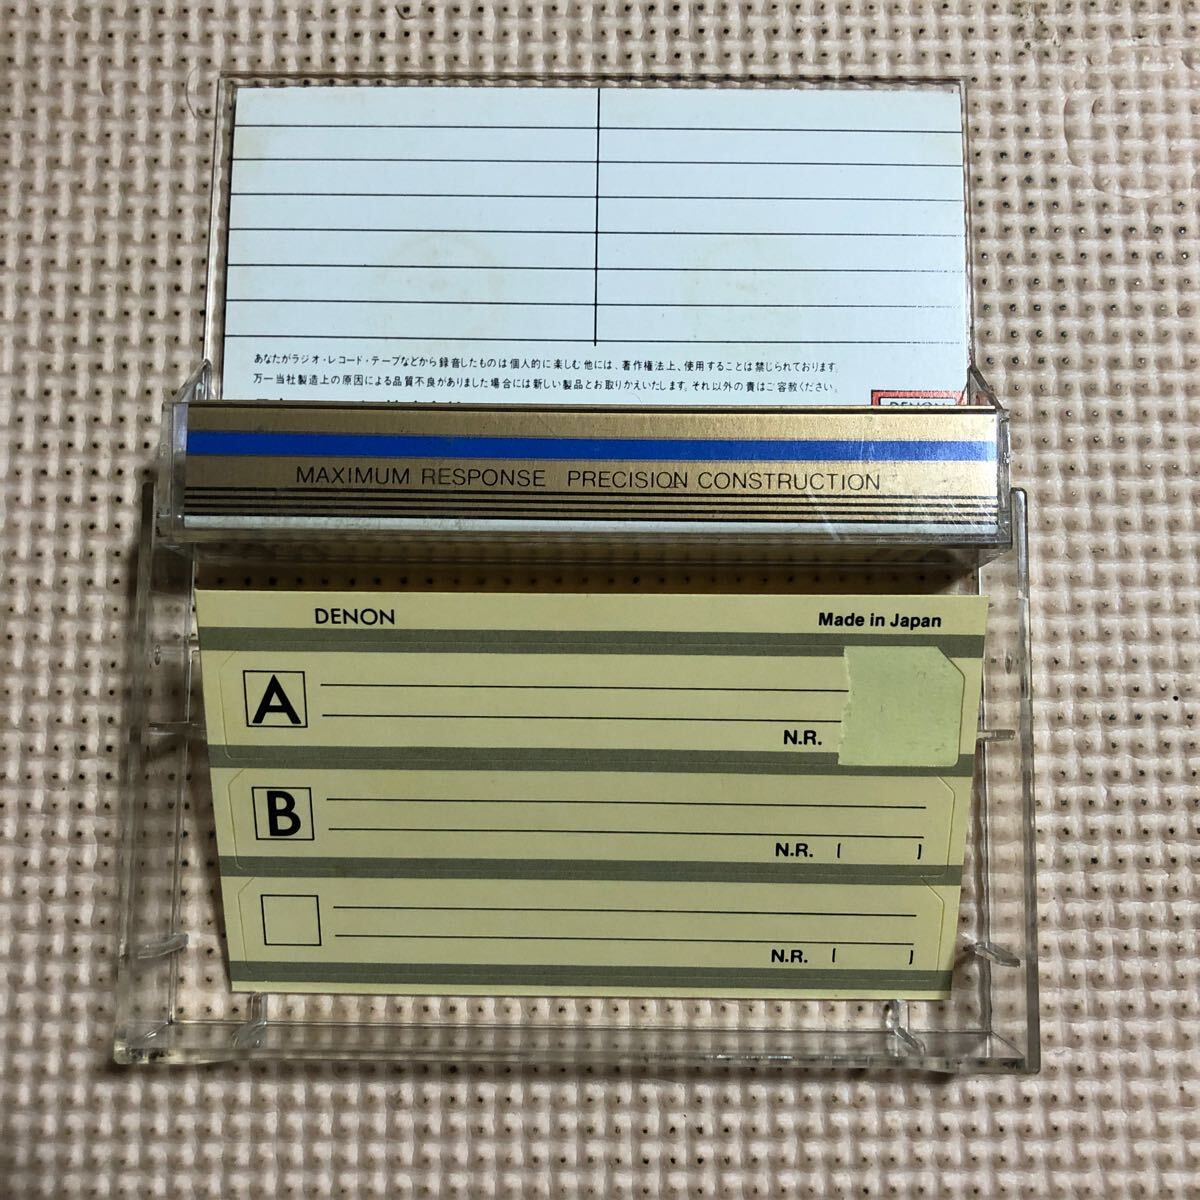 あなたがラジオ・レコード・テープなどから録音したものは個人的に楽しむ他には、著作権法上、使用することは禁じられております。
万一当社製造上の原因による品質不良がありました場合には新しい製品とお取りかえいたします。それ以外の責はご容赦ください。
DENON
MAXIMUM RESPONSE PRECISION CONSTRUCTION
DENON Made in Japan
A
N.R.
B
N.R. ( )
N.R. ( )